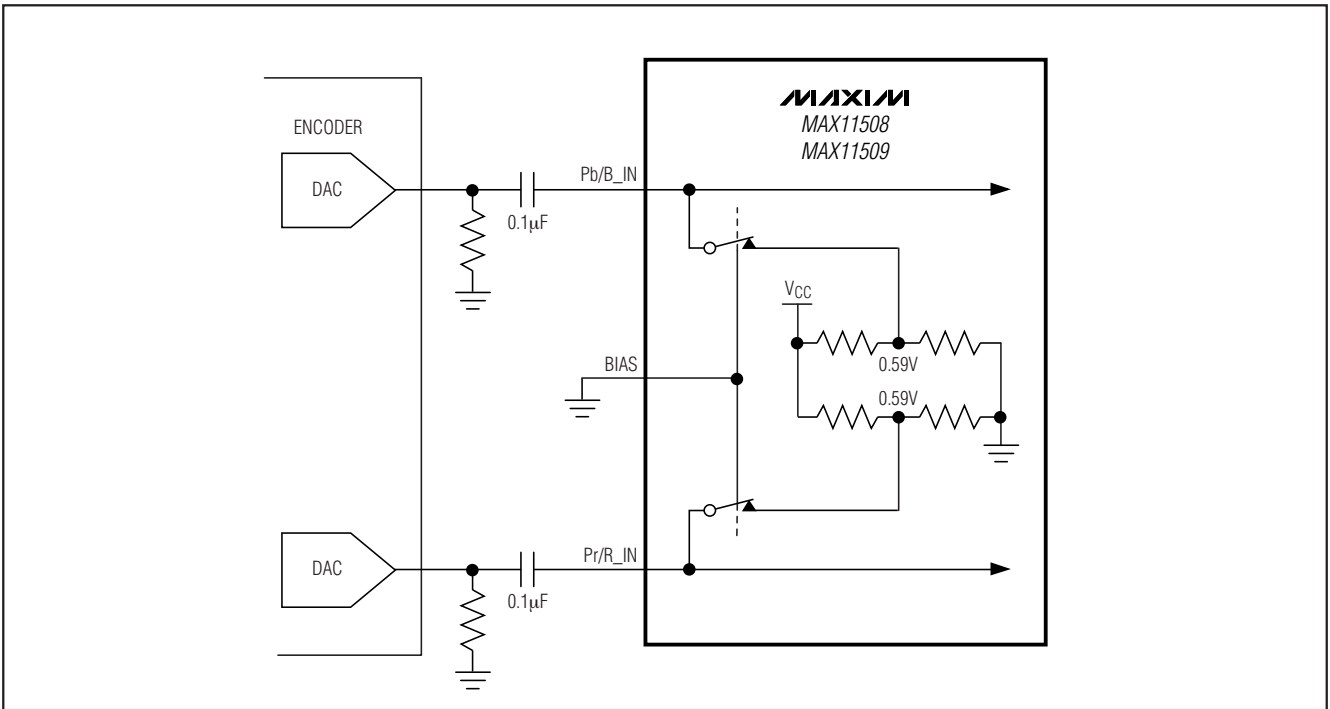 ENCODER
DAC
0.1µF
Pb/B_IN
MAXIM
MAX11508
MAX11509
VCC
0.59V
0.59V
BIAS
DAC
0.1µF
Pr/R_IN